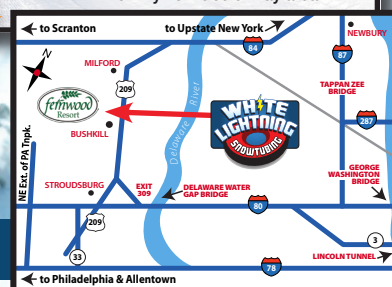 to Scranton
to Upstate New York
NEWBURY
84
87
MILFORD
TAPPAN ZEE
BRIDGE
209
River
fernwood
Resort
WHITE
LIGHTNING
SNOWTUBING
287
BUSHKILL
Delaware
NE Ext. of PA Tnpk.
GEORGE
WASHINGTON
BRIDGE
STROUDSBURG
EXIT
309
DELAWARE WATER
GAP BRIDGE
80
209
3
33
LINCOLN TUNNEL
78
to Philadelphia & Allentown